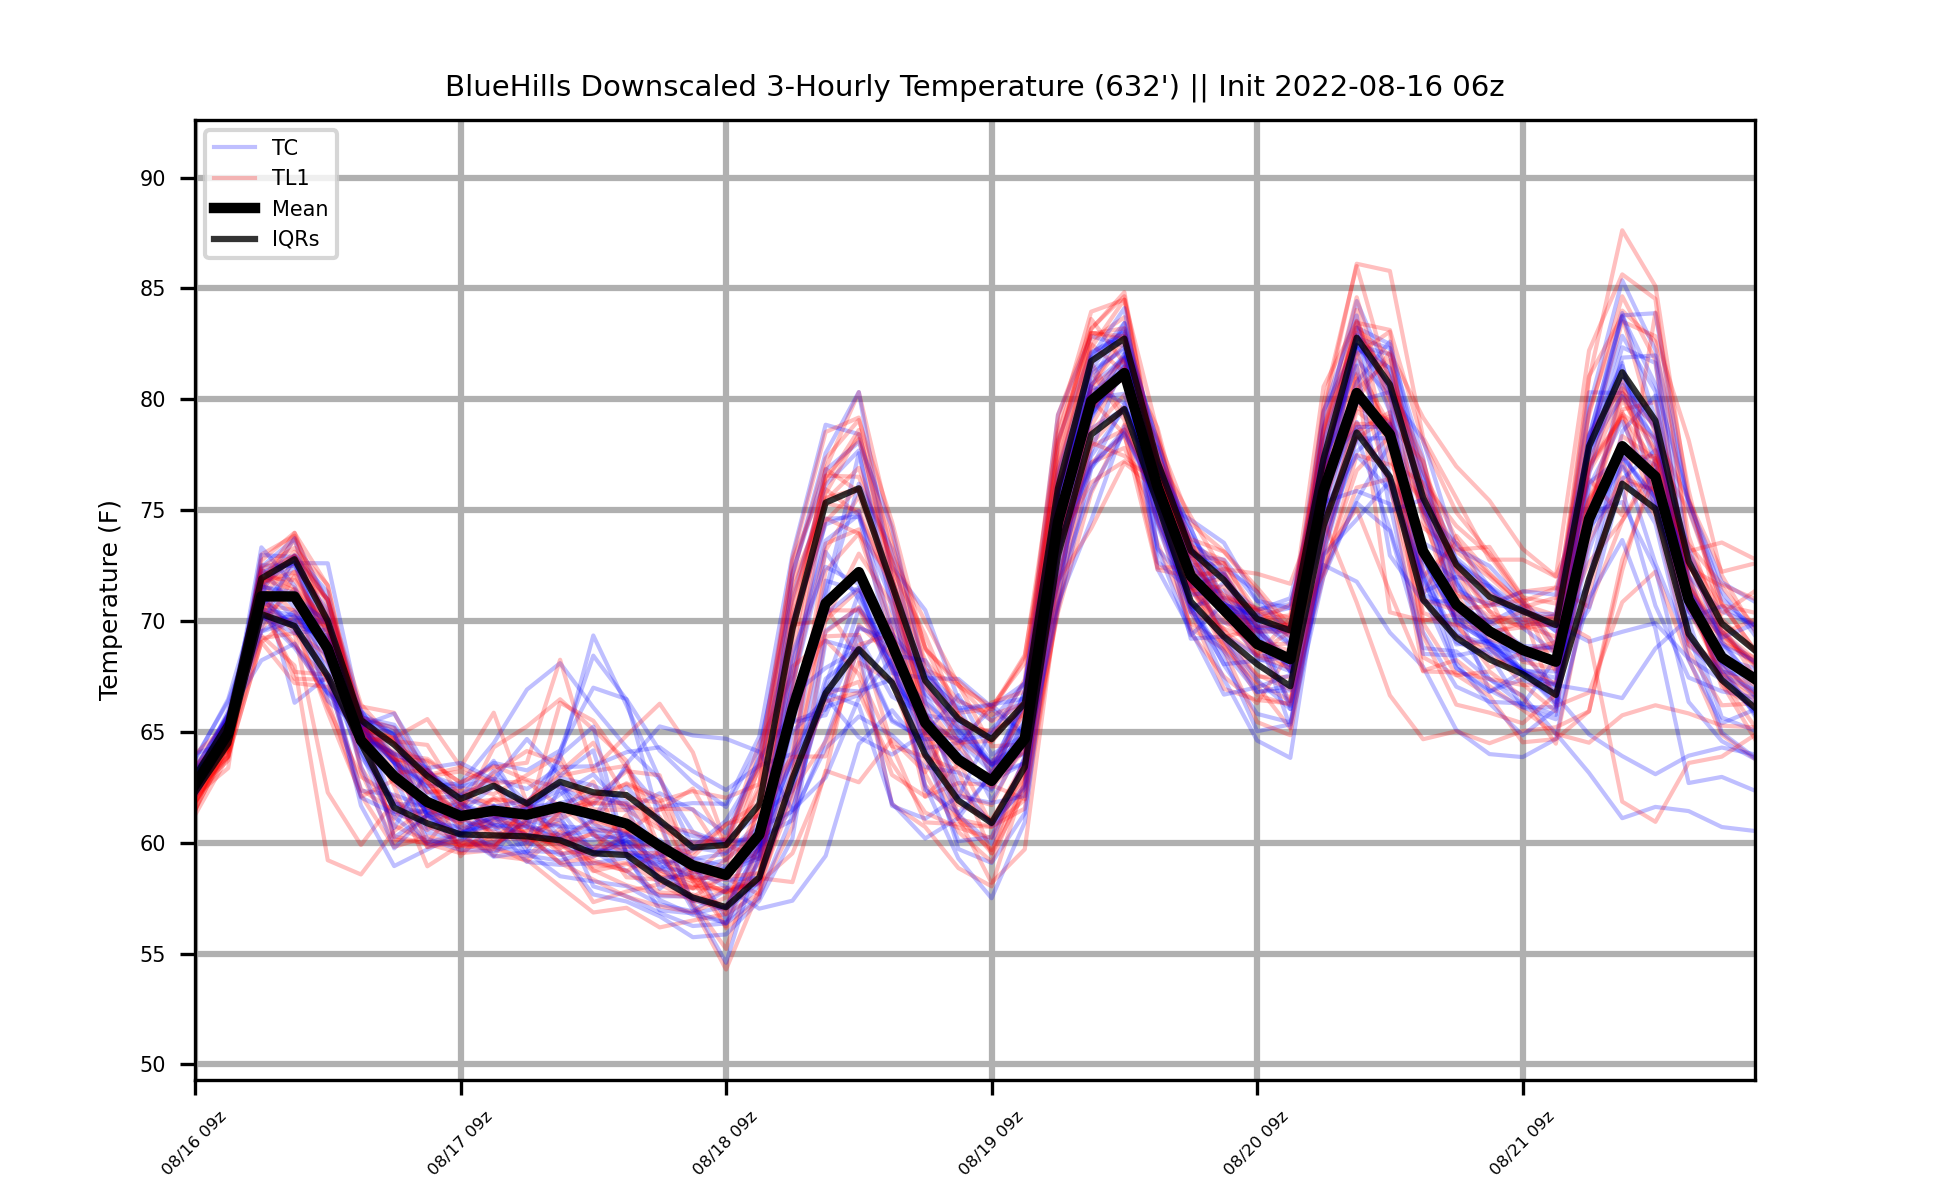 BlueHills Downscaled 3-Hourly Temperature (632') || Init 2022-08-16 06z
TC
TL1
Mean
IQRs
Temperature (F)
90
85
80
75
70
65
60
55
50
08/16 09z
08/17 09z
08/18 09z
08/19 09z
08/20 09z
08/21 09z